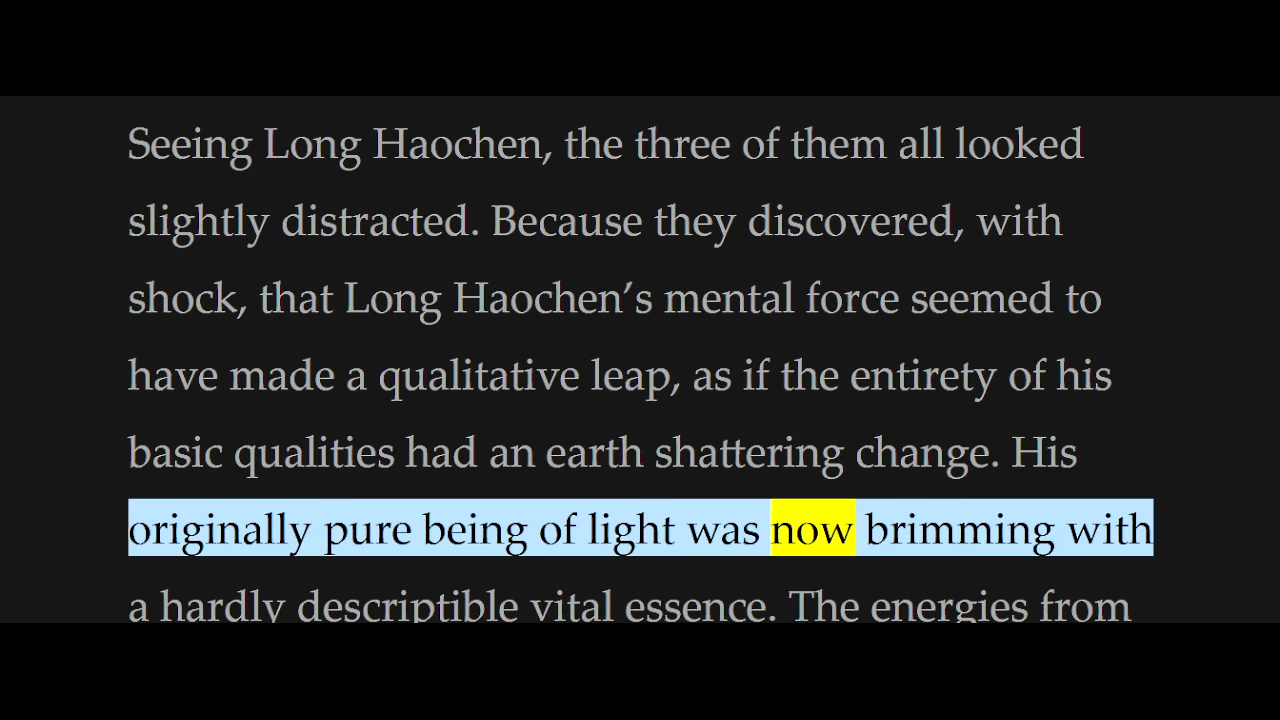 Seeing Long Haochen, the three of them all looked
slightly distracted. Because they discovered, with
shock, that Long Haochen’s mental force seemed to
have made a qualitative leap, as if the entirety of his
basic qualities had an earth shattering change. His
originally pure being of light was now brimming with
a hardly descriptible vital essence. The energies from